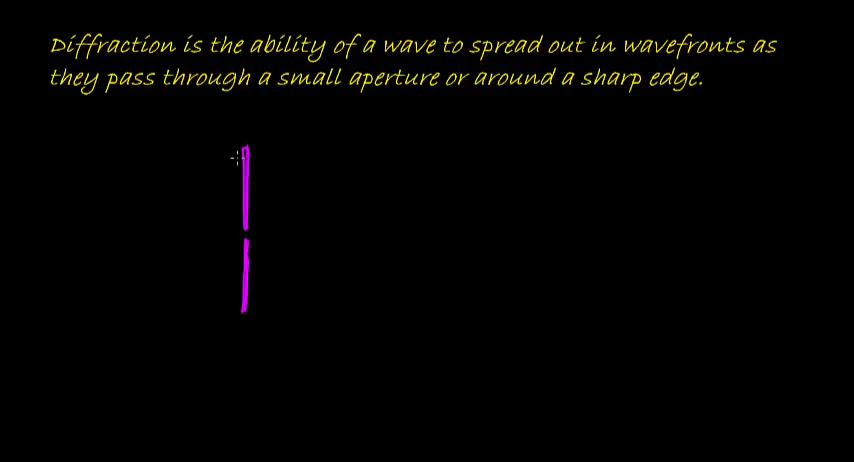 Diffraction is the ability of a wave to spread out in wavefronts as
they pass through a small aperture or around a sharp edge.